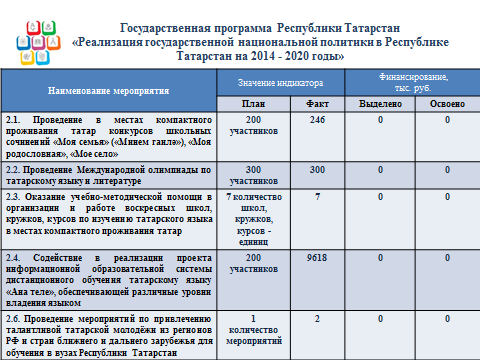 Государственная программа Республики Татарстан
«Реализация государственной национальной политики в Республике
Татарстан на 2014 - 2020 годы»
Наименование мероприятия
Значение индикатора
Финансирование,
тыс. руб.
План
Факт
Выделено
Освоено
2.1. Проведение в местах компактного
проживания татар конкурсов школьных
сочинений «Моя семья» («Минем гаилә»), «Моя
родословная», «Мое село»
200
участников
246
0
0
2.2. Проведение Международной олимпиады по
татарскому языку и литературе
300
участников
300
0
0
2.3. Оказание учебно-методической помощи в
организации и работе воскресных школ,
кружков, курсов по изучению татарского языка
в местах компактного проживания татар
7 количество
школ,
кружков,
курсов -
единиц
7
0
0
2.4. Содействие в реализации проекта
информационной образовательной системы
дистанционного обучения татарскому языку
«Ана теле», обеспечивающей различные уровни
владения языком
200
участников
9618
0
0
2.6. Проведение мероприятий по привлечению
талантливой татарской молодёжи из регионов
РФ и стран ближнего и дальнего зарубежья для
обучения в вузах Республики Татарстан
1
количество
мероприятий
2
0
0